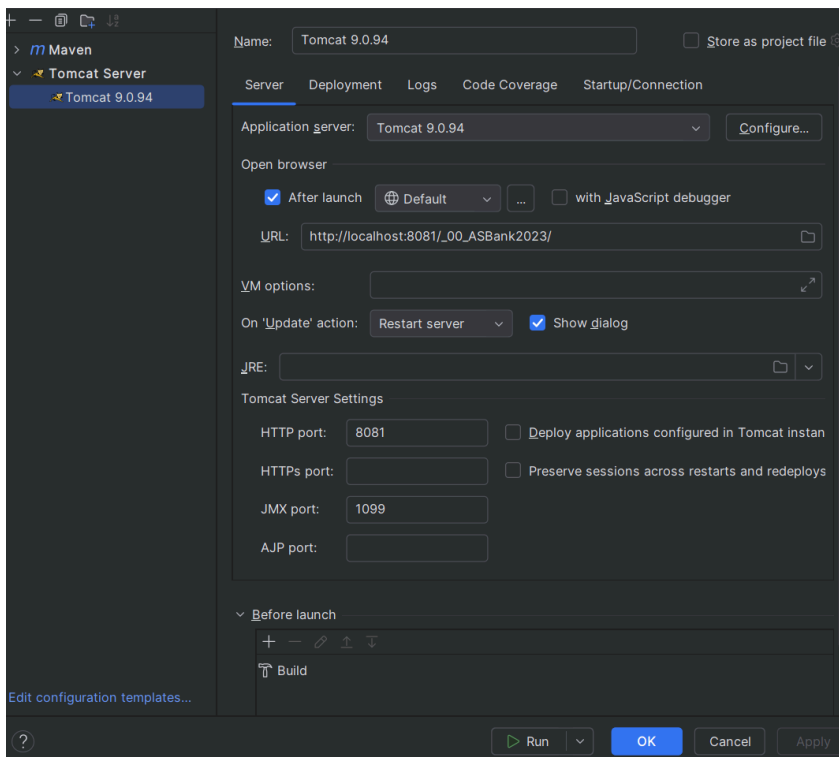 Maven
Tomcat Server
Tomcat 9.0.94
Edit configuration templates...
Name: Tomcat 9.0.94 Store as project file
Server Deployment Logs Code Coverage Startup/Connection
Application server: Tomcat 9.0.94 Configure...
Open browser
After launch Default ... with JavaScript debugger
URL: http://localhost:8081/_00_ASBank2023/
VM options:
On 'Update' action: Restart server Show dialog
JRE:
Tomcat Server Settings
HTTP port: 8081 Deploy applications configured in Tomcat instan
HTTPs port: Preserve sessions across restarts and redeploys
JMX port: 1099
AJP port:
Before launch
Build
? Run OK Cancel Apply